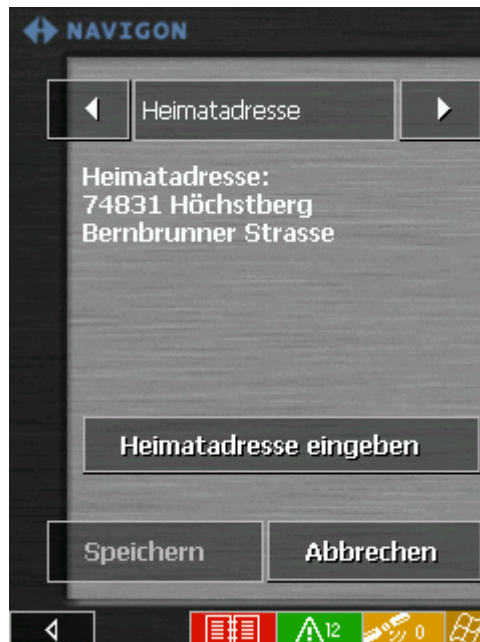 NAVIGON
Heimatadresse
Heimatadresse:
74831 Höchstberg
Bernbrunner Strasse
Heimatadresse eingeben
Speichern Abbrechen
12 0